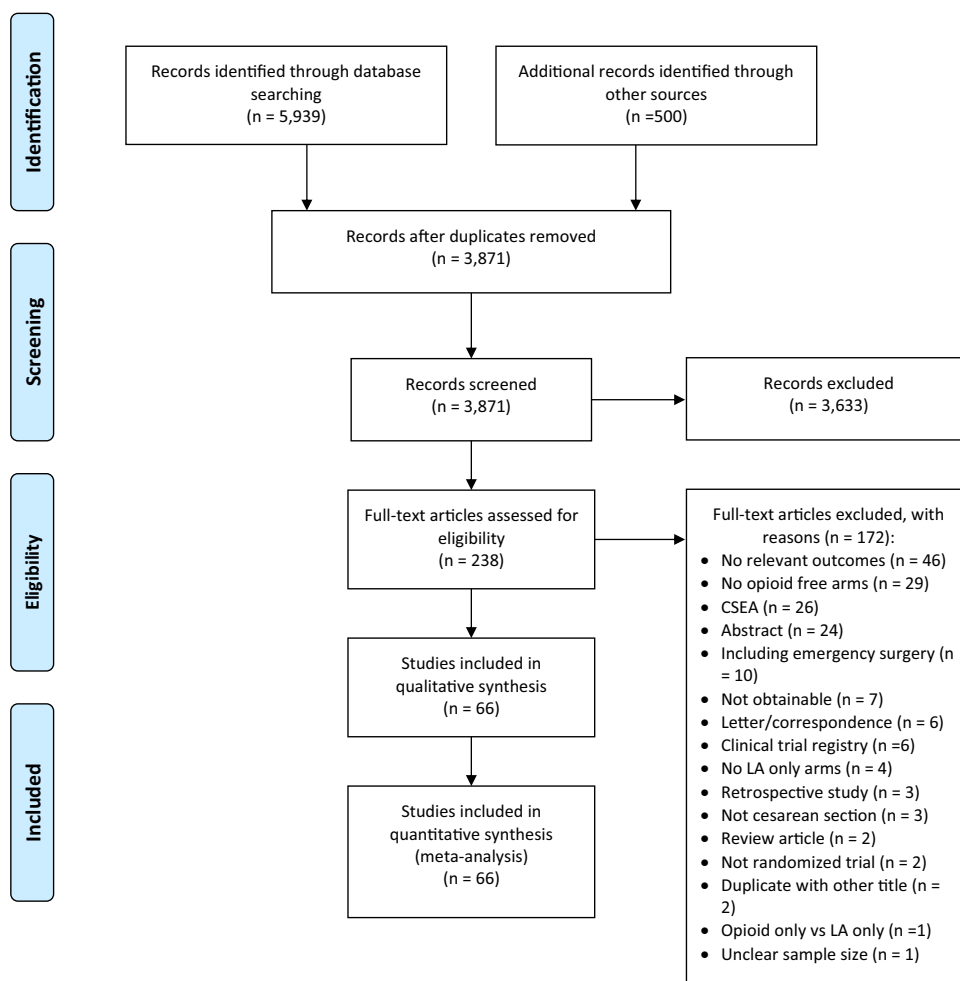 Identification
Records identified through database
searching
(n = 5,939)
Additional records identified through
other sources
(n =500)
Records after duplicates removed
(n = 3,871)
Screening
Records screened
(n = 3,871)
Records excluded
(n = 3,633)
Eligibility
Full-text articles assessed for
eligibility
(n = 238)
Full-text articles excluded, with
reasons (n = 172):
• No relevant outcomes (n = 46)
• No opioid free arms (n = 29)
• CSEA (n = 26)
• Abstract (n = 24)
• Including emergency surgery (n
= 10)
• Not obtainable (n = 7)
• Letter/correspondence (n = 6)
• Clinical trial registry (n =6)
• No LA only arms (n = 4)
• Retrospective study (n = 3)
• Not cesarean section (n = 3)
• Review article (n = 2)
• Not randomized trial (n = 2)
• Duplicate with other title (n =
2)
• Opioid only vs LA only (n =1)
• Unclear sample size (n = 1)
Studies included in
qualitative synthesis
(n = 66)
Included
Studies included in
quantitative synthesis
(meta-analysis)
(n = 66)